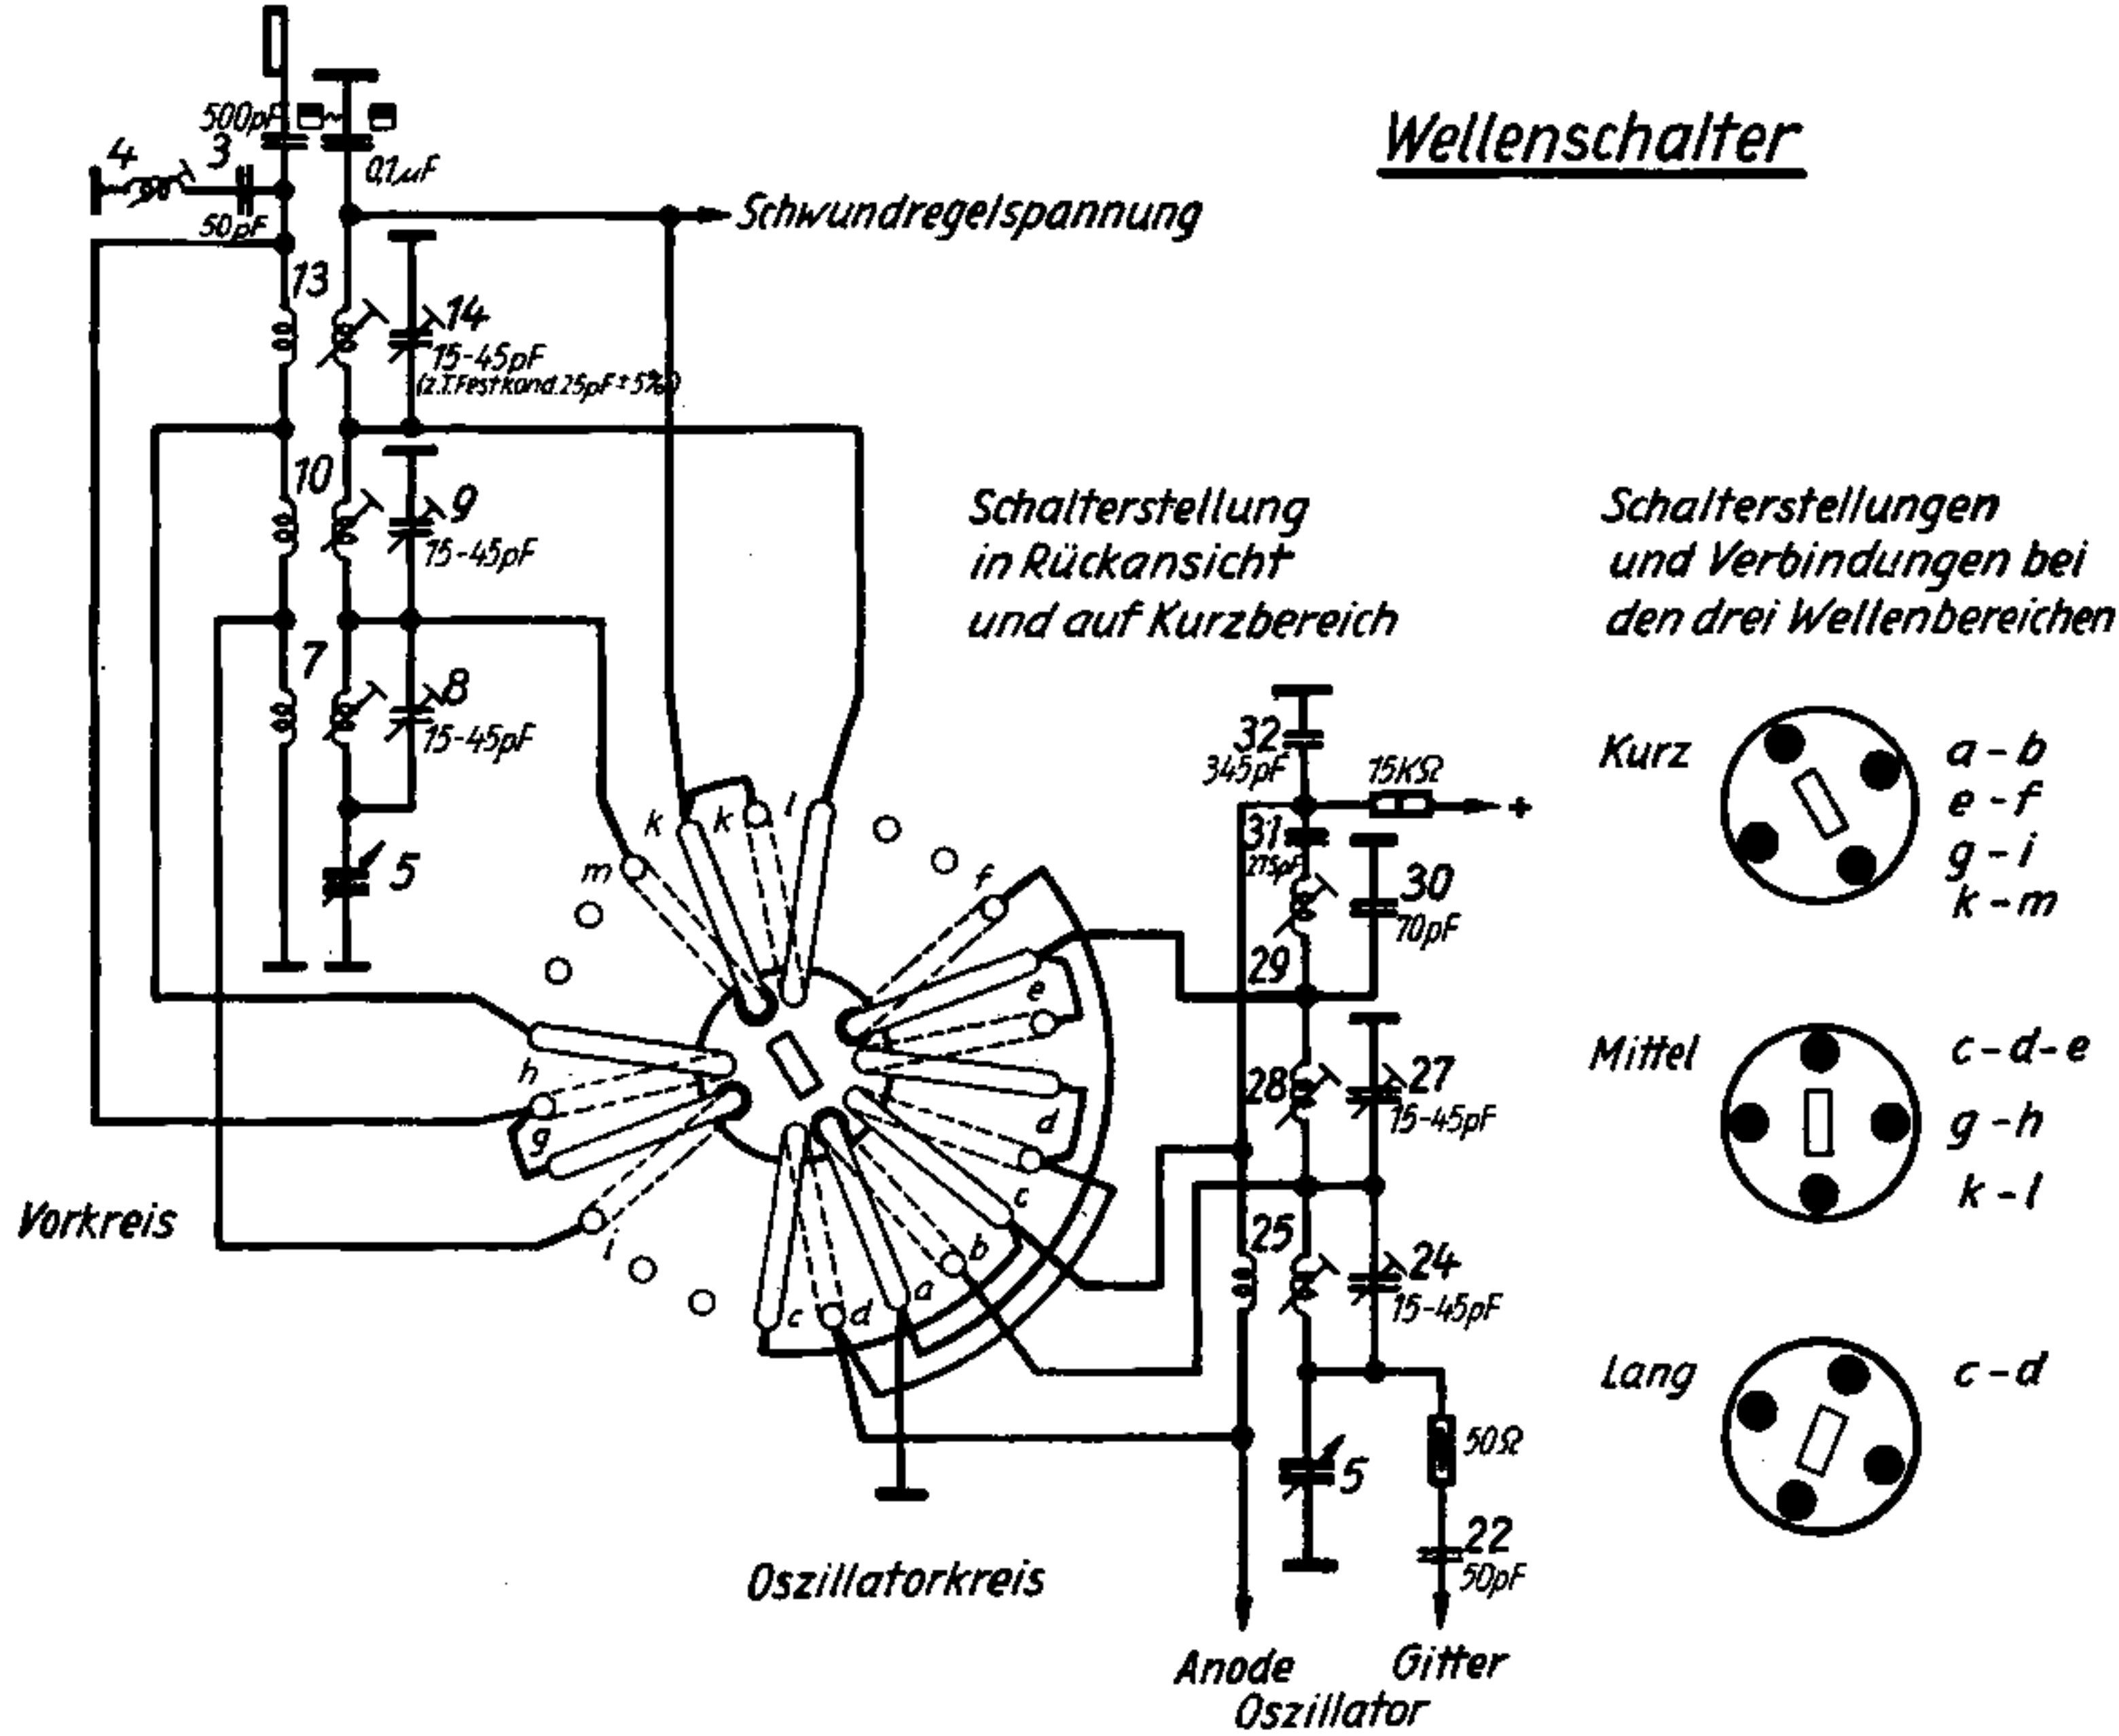 Wellenschalter
500pF
0,1µF
4
3
50pF
Schwundregelspannung
13
14
15-45pF
(z.T.Festkond.25pF±5%)
10
9
15-45pF
7
8
15-45pF
5
Schalterstellung
in Rückansicht
und auf Kurzbereich
Schalterstellungen
und Verbindungen bei
den drei Wellenbereichen
Kurz
a-b
e-f
g-i
k-m
Mittel
c-d-e
g-h
k-l
Lang
c-d
32
345pF
15KΩ
+
31
275pF
30
70pF
29
28
27
15-45pF
25
24
15-45pF
5
50Ω
22
50pF
k
k
l
m
f
e
h
d
g
c
i
b
a
c
d
Vorkreis
Oszillatorkreis
Anode
Gitter
Oszillator